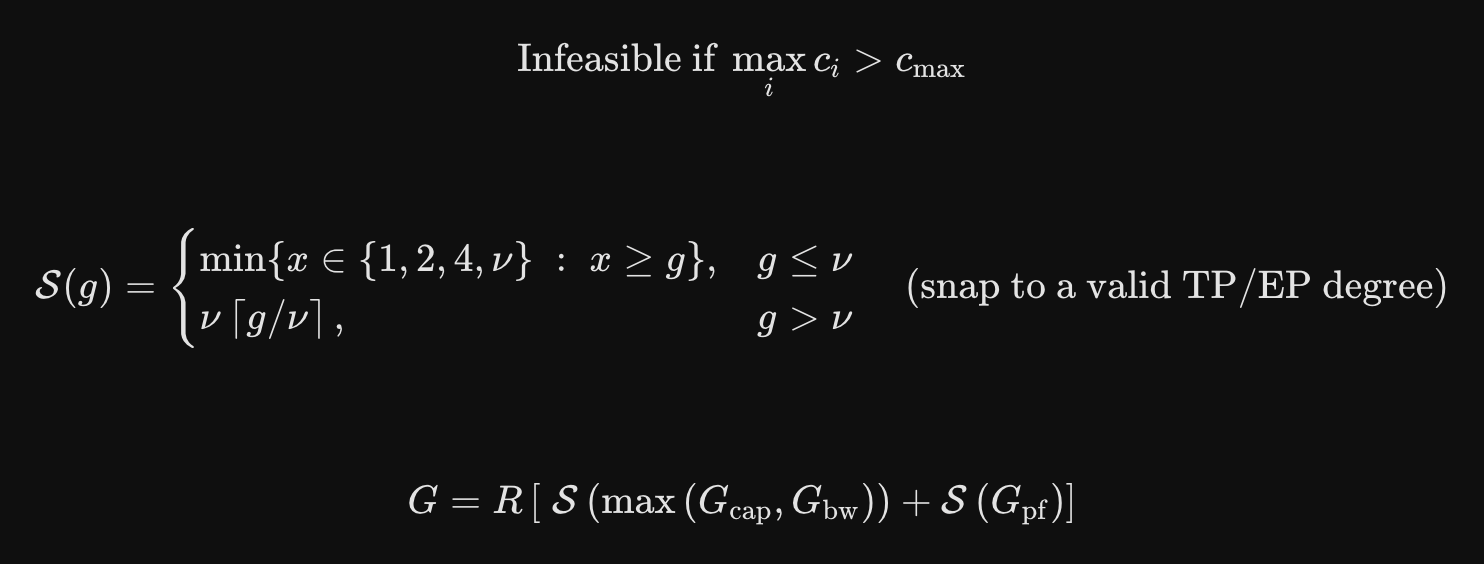 Infeasible if max_i c_i > c_max
𝒮(g) = { min{x ∈ {1, 2, 4, ν} : x ≥ g}, g ≤ ν
ν ⌈g/ν⌉, g > ν
(snap to a valid TP/EP degree)
G = R [ 𝒮 (max (G_cap, G_bw)) + 𝒮 (G_pf)]